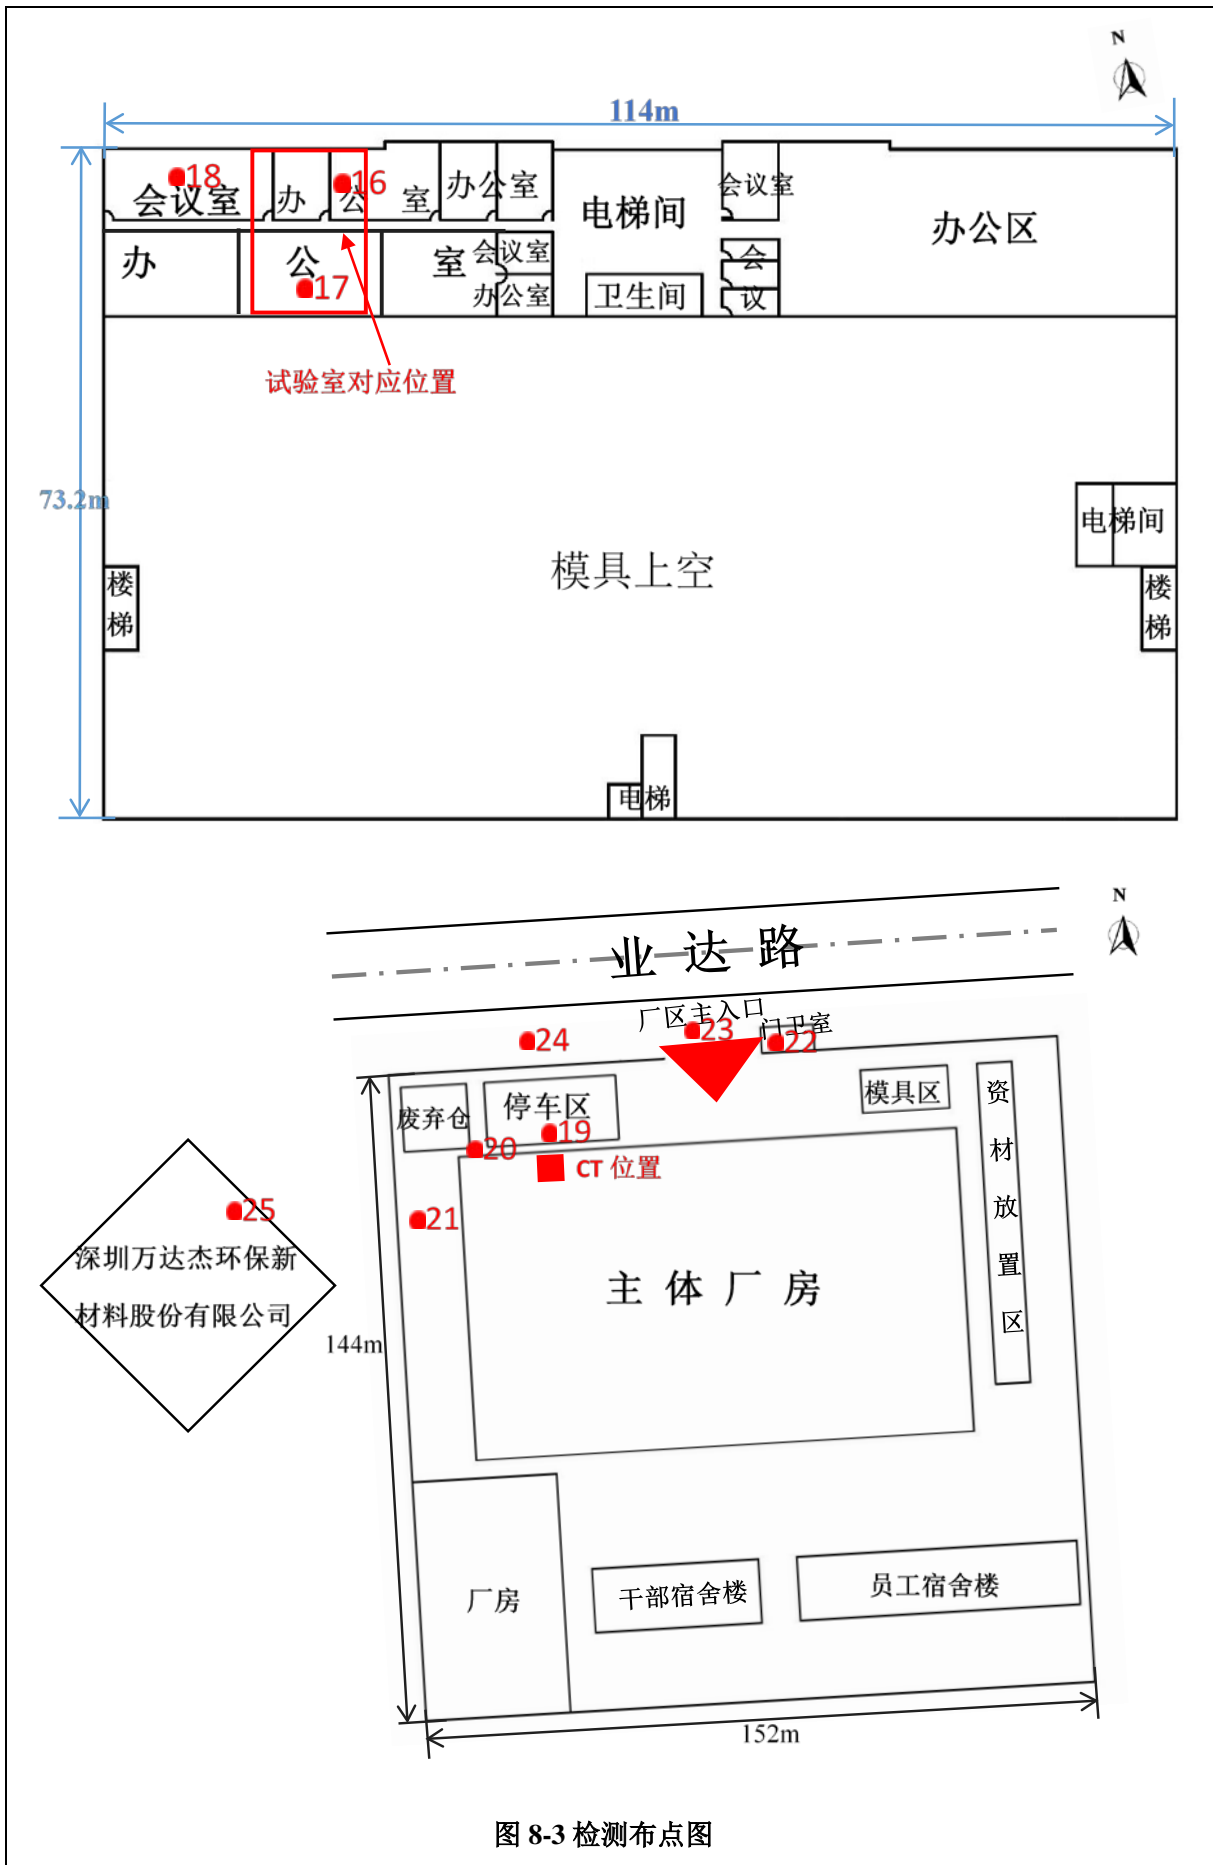 N
114m
18
会议室
办
公
16
室
办公室
电梯间
会议室
办公区
办
公
17
室
会议室
办公室
卫生间
会
议
试验室对应位置
73.2m
模具上空
电梯间
楼
梯
楼
梯
电梯
N
业达路
厂区主入口
23
门卫室
22
24
废弃仓
停车区
19
20
CT 位置
模具区
资
材
放
置
区
21
25
深圳万达杰环保新
材料股份有限公司
主体厂房
144m
厂房
干部宿舍楼
员工宿舍楼
152m
图 8-3 检测布点图